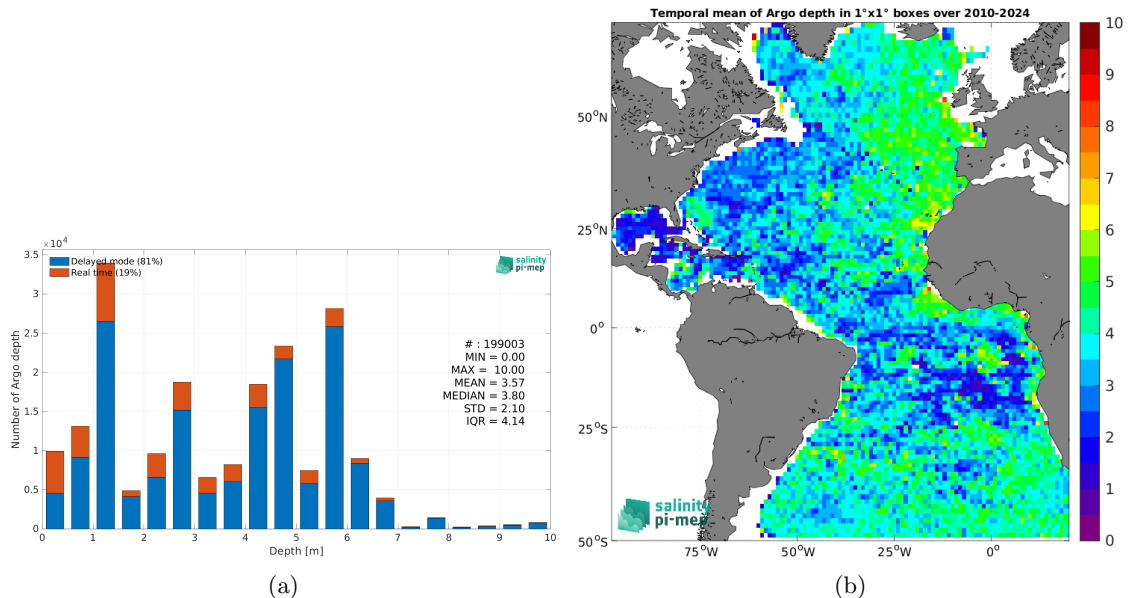 ×10⁴
3.5
3
2.5
2
1.5
1
0.5
0
Number of Argo depth
Delayed mode (81%)
Real time (19%)
salinity
pi-mep
# : 199003
MIN = 0.00
MAX = 10.00
MEAN = 3.57
MEDIAN = 3.80
STD = 2.10
IQR = 4.14
0 1 2 3 4 5 6 7 8 9 10
Depth [m]
(a)
Temporal mean of Argo depth in 1°x1° boxes over 2010-2024
50°N
25°N
0°
25°S
50°S
75°W 50°W 25°W 0°
salinity
pi-mep
10
9
8
7
6
5
4
3
2
1
0
(b)